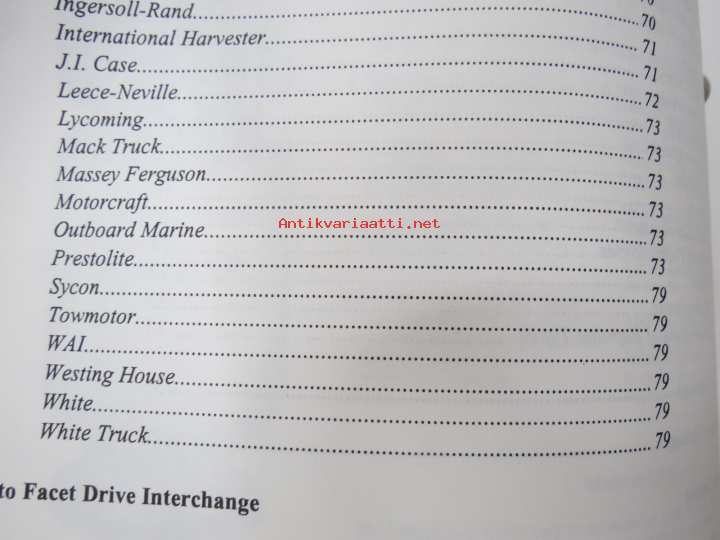 Ingersoll-Rand..........70
International Harvester..........71
J.I. Case..........71
Leece-Neville..........72
Lycoming..........73
Mack Truck..........73
Massey Ferguson..........73
Motorcraft..........73
Outboard Marine..........73
Prestolite..........73
Sycon..........79
Towmotor..........79
WAI..........79
Westing House..........79
White..........79
White Truck..........79
to Facet Drive Interchange
Antikvariaatti.net